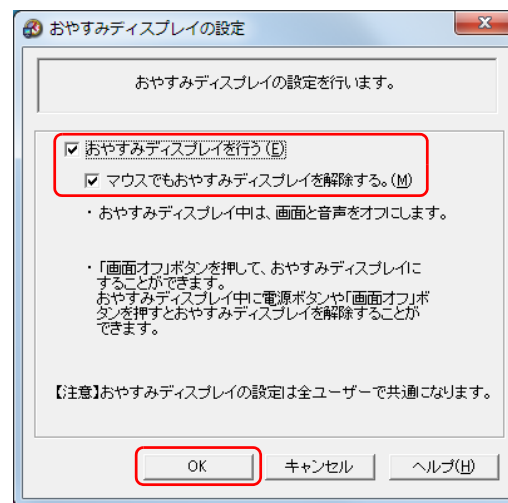 おやすみディスプレイの設定
おやすみディスプレイの設定を行います。
おやすみディスプレイを行う(E)
マウスでもおやすみディスプレイを解除する。(M)
・おやすみディスプレイ中は、画面と音声をオフにします。
・「画面オフ」ボタンを押して、おやすみディスプレイに
することができます。
おやすみディスプレイ中に電源ボタンや「画面オフ」ボ
タンを押すとおやすみディスプレイを解除することが
できます。
【注意】おやすみディスプレイの設定は全ユーザーで共通になります。
OK キャンセル ヘルプ(H)